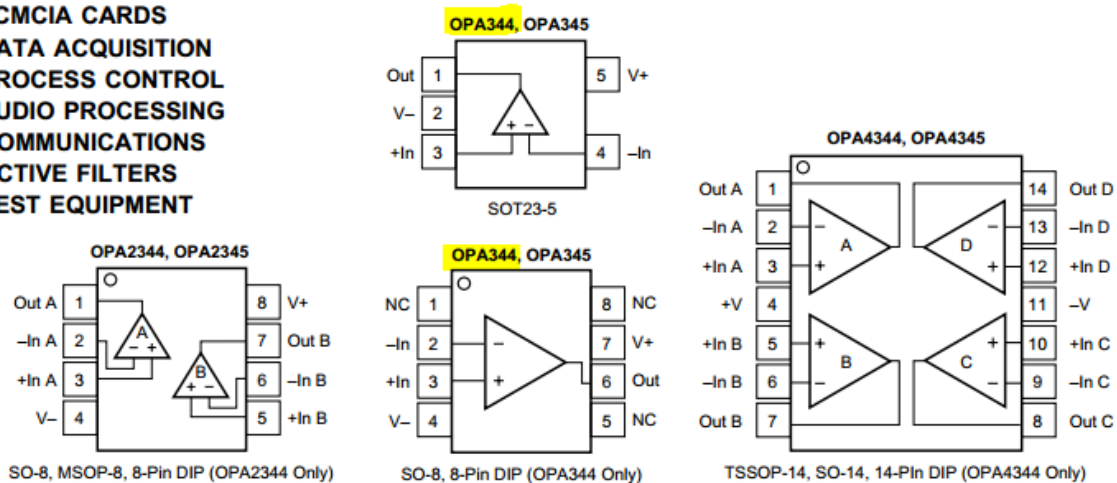 CMCIA CARDS
ATA ACQUISITION
ROCESS CONTROL
UDIO PROCESSING
OMMUNICATIONS
CTIVE FILTERS
EST EQUIPMENT
OPA344, OPA345
Out 1
V– 2
+In 3
5 V+
4 –In
+ –
SOT23-5
OPA2344, OPA2345
Out A 1
–In A 2
+In A 3
V– 4
8 V+
7 Out B
6 –In B
5 +In B
A
– +
B
+ –
SO-8, MSOP-8, 8-Pin DIP (OPA2344 Only)
OPA344, OPA345
NC 1
–In 2
+In 3
V– 4
8 NC
7 V+
6 Out
5 NC
–
+
SO-8, 8-Pin DIP (OPA344 Only)
OPA4344, OPA4345
Out A 1
–In A 2
+In A 3
+V 4
+In B 5
–In B 6
Out B 7
14 Out D
13 –In D
12 +In D
11 –V
10 +In C
9 –In C
8 Out C
– –
A D
+ +
+ +
B C
– –
TSSOP-14, SO-14, 14-PIn DIP (OPA4344 Only)